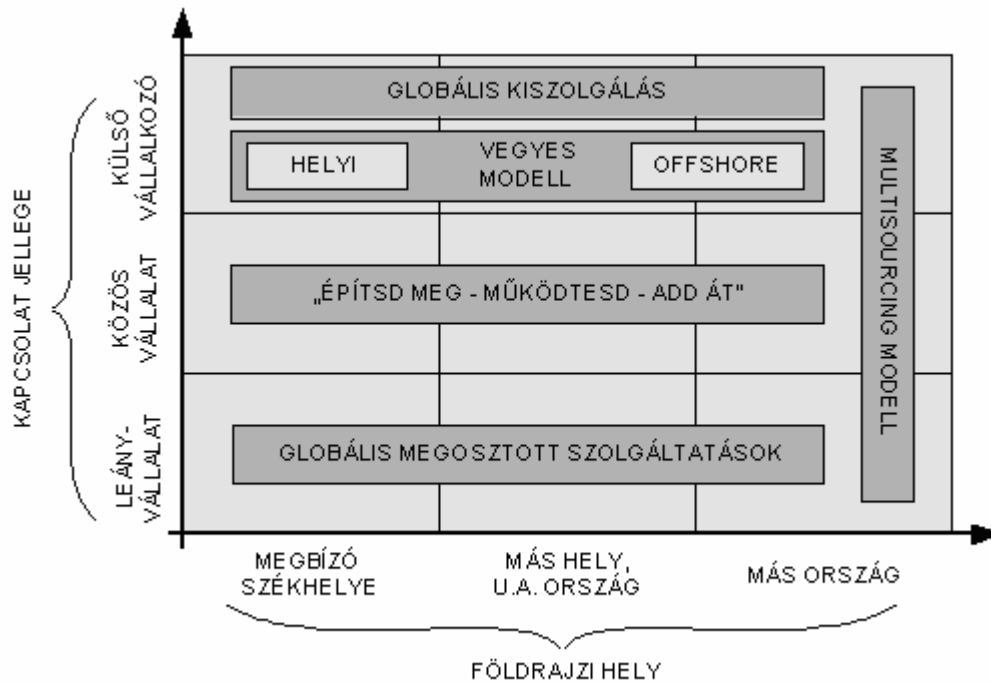 KAPCSOLAT JELLEGE
KÜLSŐ
VÁLLALKOZÓ
KÖZÖS
VÁLLALAT
LEÁNY-
VÁLLALAT
GLOBÁLIS KISZOLGÁLÁS
HELYI
VEGYES
MODELL
OFFSHORE
„ÉPÍTSD MEG - MŰKÖDTESD - ADD ÁT"
GLOBÁLIS MEGOSZTOTT SZOLGÁLTATÁSOK
MULTISOURCING MODELL
MEGBÍZÓ
SZÉKHELYE
MÁS HELY,
U.A. ORSZÁG
MÁS ORSZÁG
FÖLDRAJZI HELY